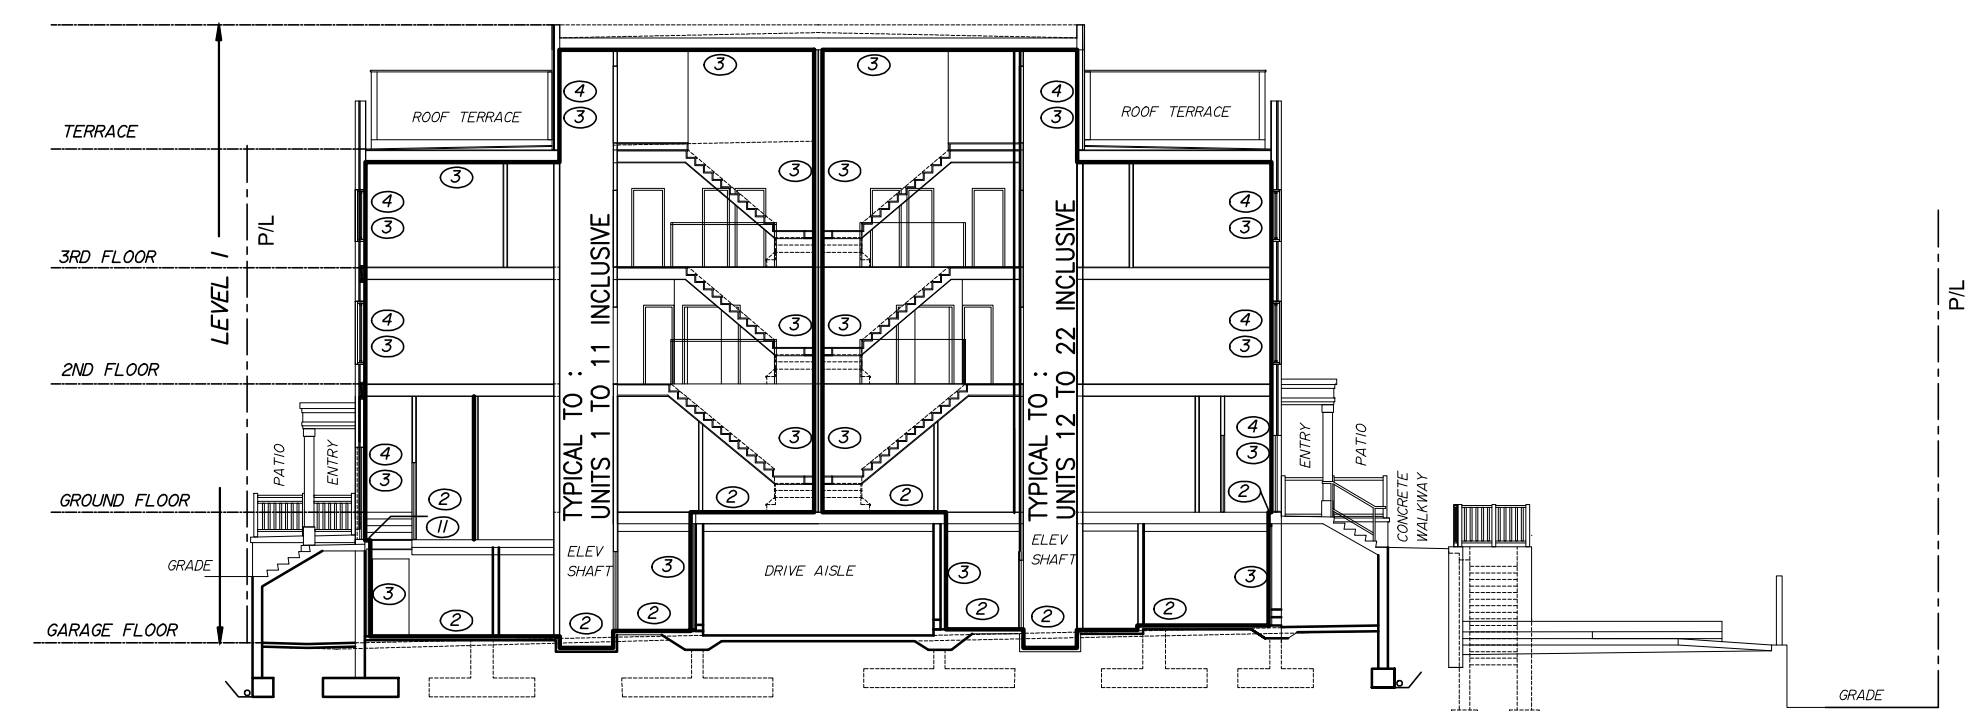 3 3
4 4
3 3
ROOF TERRACE ROOF TERRACE
TERRACE
3 3
3
4 4
3 3
P/L
3RD FLOOR
LEVEL 1
P/L
4 3 3 4
3 3
2ND FLOOR
TYPICAL TO :
UNITS 1 TO 11 INCLUSIVE
TYPICAL TO :
UNITS 12 TO 22 INCLUSIVE
PATIO
ENTRY
ENTRY
PATIO
4 3 3 4
3 3
2 2 2 2
GROUND FLOOR
11
CONCRETE
WALKWAY
ELEV
SHAFT
ELEV
SHAFT
GRADE
DRIVE AISLE
3 3 3 3
2 2 2 2 2 2
GARAGE FLOOR
GRADE